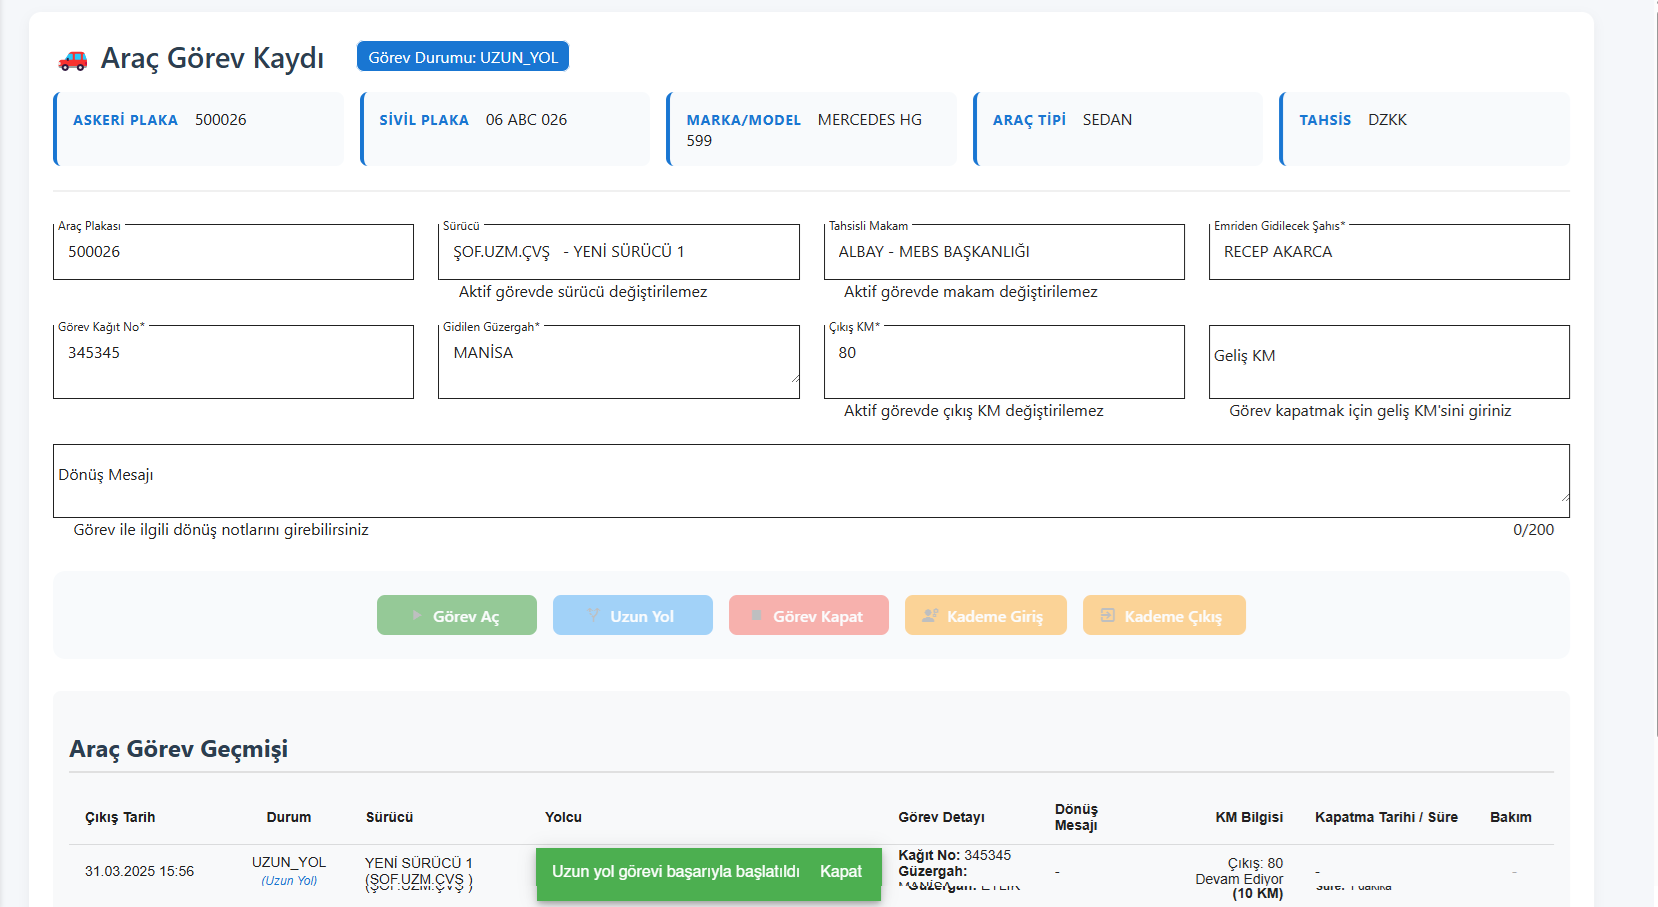 Araç Görev Kaydı
Görev Durumu: UZUN_YOL
ASKERİ PLAKA 500026
SİVİL PLAKA 06 ABC 026
MARKA/MODEL MERCEDES HG
599
ARAÇ TİPİ SEDAN
TAHSİS DZKK
Araç Plakası
500026
Sürücü
ŞOF.UZM.ÇVŞ - YENİ SÜRÜCÜ 1
Aktif görevde sürücü değiştirilemez
Tahsisli Makam
ALBAY - MEBS BAŞKANLIĞI
Aktif görevde makam değiştirilemez
Emriden Gidilecek Şahıs*
RECEP AKARCA
Görev Kağıt No*
345345
Gidilen Güzergah*
MANİSA
Çıkış KM*
80
Aktif görevde çıkış KM değiştirilemez
Geliş KM
Görev kapatmak için geliş KM'sini giriniz
Dönüş Mesajı
Görev ile ilgili dönüş notlarını girebilirsiniz
0/200
Görev Aç
Uzun Yol
Görev Kapat
Kademe Giriş
Kademe Çıkış
Araç Görev Geçmişi
Çıkış Tarih
Durum
Sürücü
Yolcu
Görev Detayı
Dönüş
Mesajı
KM Bilgisi
Kapatma Tarihi / Süre
Bakım
31.03.2025 15:56
UZUN_YOL
(Uzun Yol)
YENİ SÜRÜCÜ 1
(ŞOF.UZM.ÇVŞ )
Uzun yol görevi başarıyla başlatıldı Kapat
Kağıt No: 345345
Güzergah:
-
Çıkış: 80
Devam Ediyor
(10 KM)
-
-